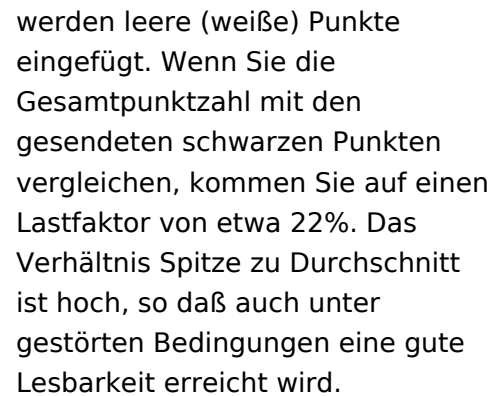 werden leere (weiße) Punkte
eingefügt. Wenn Sie die
Gesamtpunktzahl mit den
gesendeten schwarzen Punkten
vergleichen, kommen Sie auf einen
Lastfaktor von etwa 22%. Das
Verhältnis Spitze zu Durchschnitt
ist hoch, so daß auch unter
gestörten Bedingungen eine gute
Lesbarkeit erreicht wird.